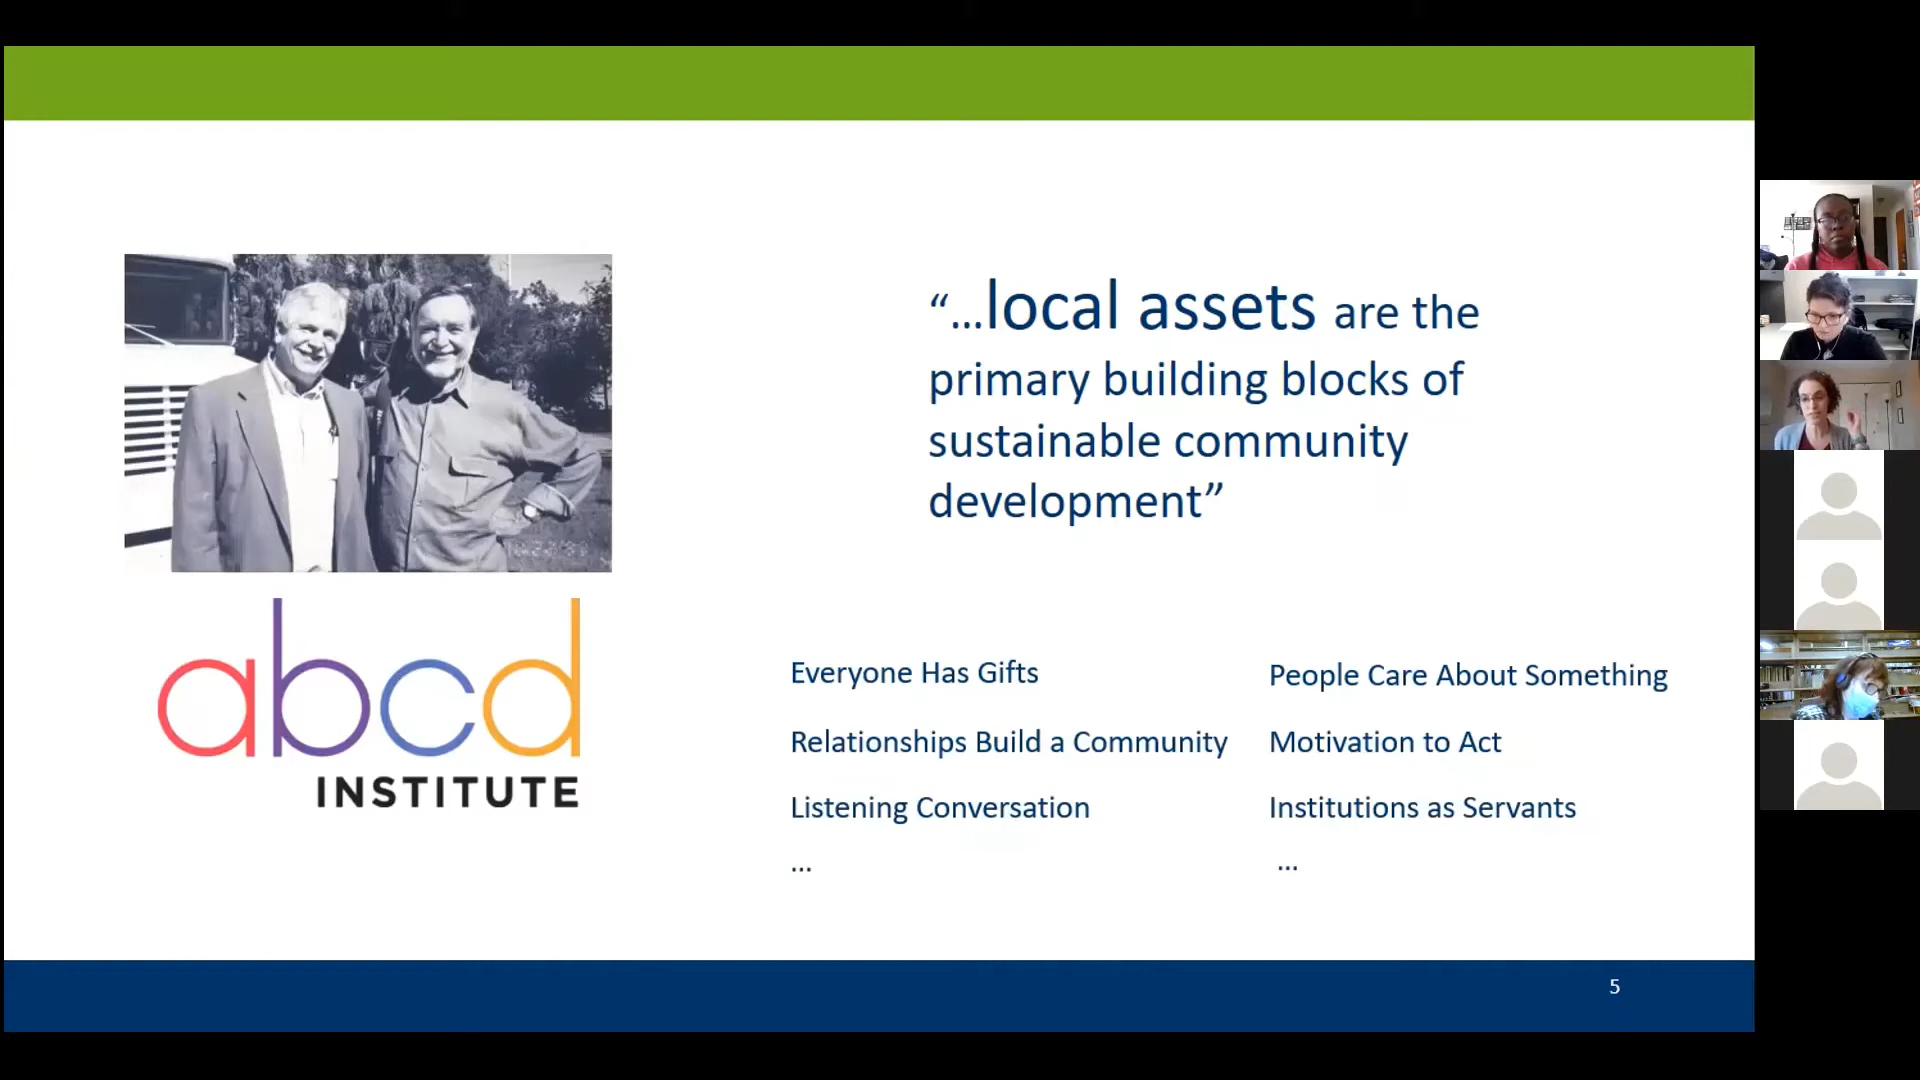 “...local assets are the
primary building blocks of
sustainable community
development”
abcd
INSTITUTE
Everyone Has Gifts
People Care About Something
Relationships Build a Community
Motivation to Act
Listening Conversation
Institutions as Servants
...
...
5